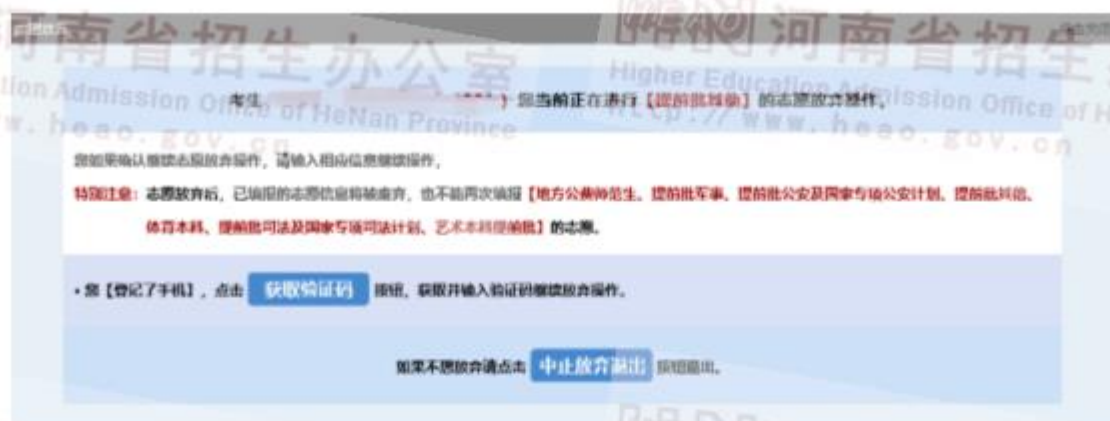 河南省招生办公室
Higher Education Admission Office of HeNan Province
http://www.heao.gov.cn
考生 您当前正在进行【提前批其他】的志愿放弃操作。
您如果确认继续志愿放弃操作,请输入相应信息继续操作。
特别注意:志愿放弃后,已填报的志愿信息将被废弃,也不能再次填报【地方公费师范生、提前批军事、提前批公安及国家专项公安计划、提前批其他、
体育本科、提前批司法及国家专项司法计划、艺术本科提前批】的志愿。
• 您【登记了手机】,点击 获取验证码 按钮,获取并输入验证码继续放弃操作。
如果不想放弃请点击 中止放弃退出 按钮退出。